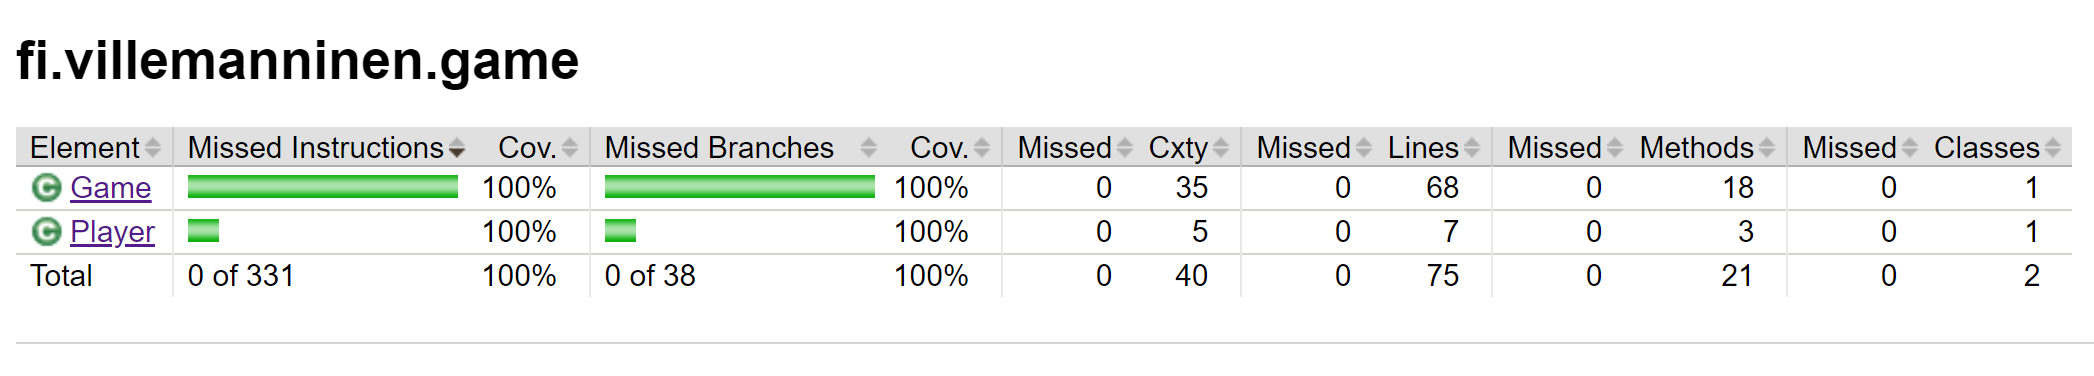 fi.villemanninen.game
Element Missed Instructions Cov. Missed Branches Cov. Missed Cxty Missed Lines Missed Methods Missed Classes
C Game 100% 100% 0 35 0 68 0 18 0 1
C Player 100% 100% 0 5 0 7 0 3 0 1
Total 0 of 331 100% 0 of 38 100% 0 40 0 75 0 21 0 2